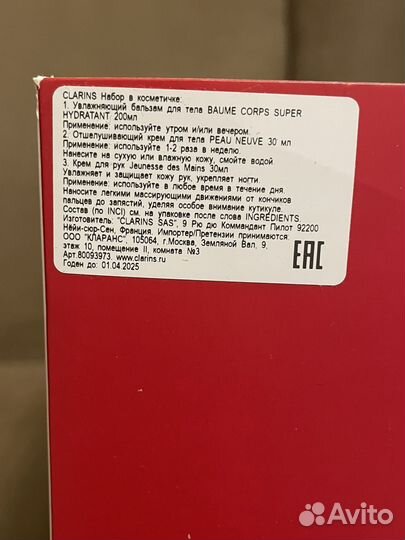 CLARINS Набор в косметичке:
1. Увлажняющий бальзам для тела BAUME CORPS SUPER
HYDRATANT 200мл
Применение: используйте утром и/или вечером.
2. Отшелушивающий крем для тела PEAU NEUVE 30 мл
Применение: используйте 1-2 раза в неделю.
Нанесите на сухую или влажную кожу, смойте водой.
3. Крем для рук Jeunesse des Mains 30мл
Увлажняет и защищает кожу рук, укрепляет ногти.
Применение: используйте в любое время в течение дня.
Нанесите легкими массирующими движениями от кончиков
пальцев до запястий, уделяя особое внимание кутикуле
Состав (по INCI) см. на упаковке после слова INGREDIENTS.
Изготовитель: "CLARINS SAS", 9 Рю дю Коммандант Пилот 92200
Нёйи-сюр-Сен, Франция. Импортер/Претензии принимаются:
ООО "КЛАРАНС", 105064, г.Москва, Земляной Вал, 9,
этаж 10, помещение II, комната №3
Арт.80093973. www.clarins.ru
Годен до: 01.04.2025
EAC
Avito